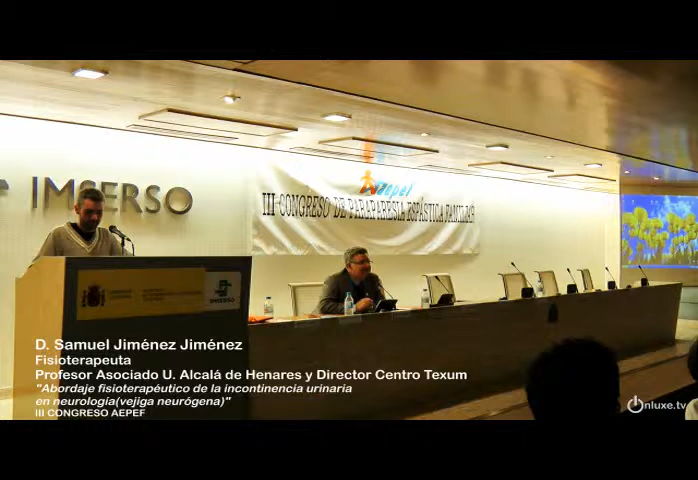 IMSERSO
aepef
III CONGRESO DE PARAPARESIA ESPÁSTICA FAMILIAR
IMSERSO
D. Samuel Jiménez Jiménez
Fisioterapeuta
Profesor Asociado U. Alcalá de Henares y Director Centro Texum
"Abordaje fisioterapéutico de la incontinencia urinaria
en neurología(vejiga neurógena)"
III CONGRESO AEPEF
onluxe.tv